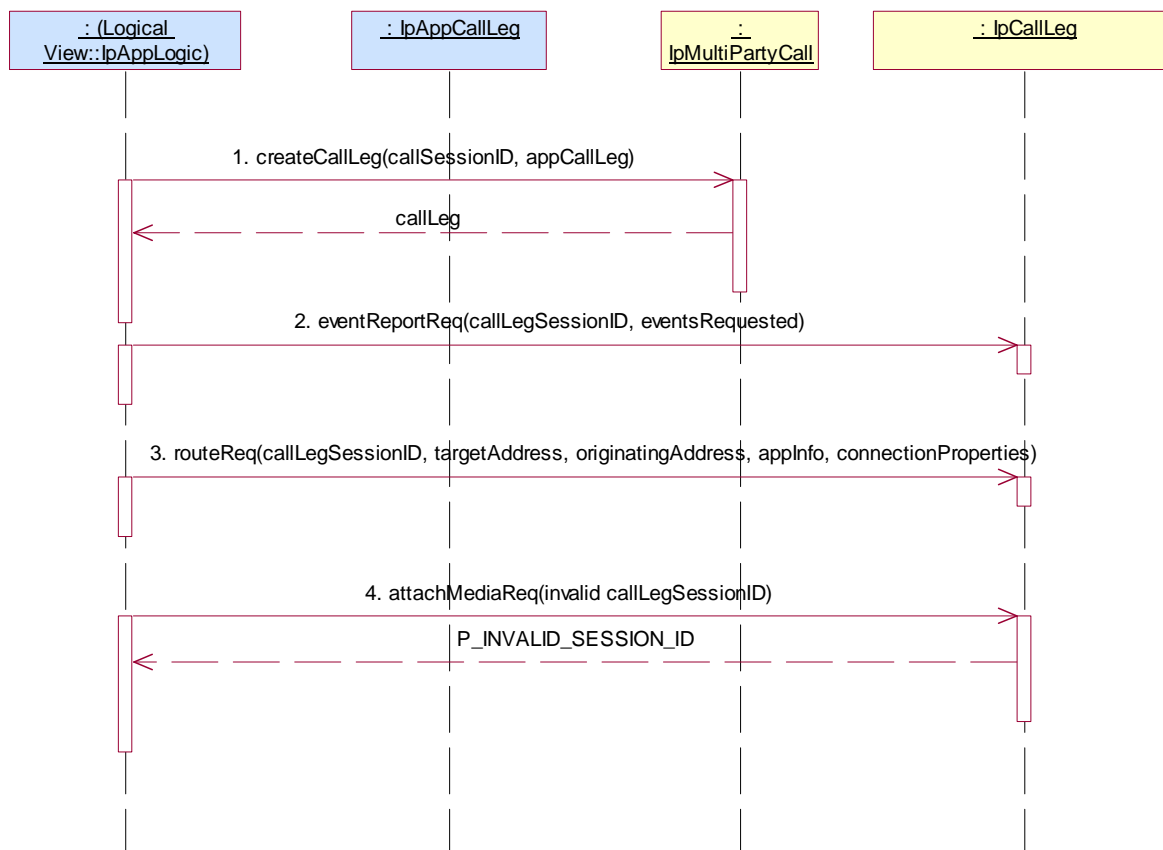 : (Logical
View::IpAppLogic)
: IpAppCallLeg
:
IpMultiPartyCall
: IpCallLeg
1. createCallLeg(callSessionID, appCallLeg)
callLeg
2. eventReportReq(callLegSessionID, eventsRequested)
3. routeReq(callLegSessionID, targetAddress, originatingAddress, appInfo, connectionProperties)
4. attachMediaReq(invalid callLegSessionID)
P_INVALID_SESSION_ID